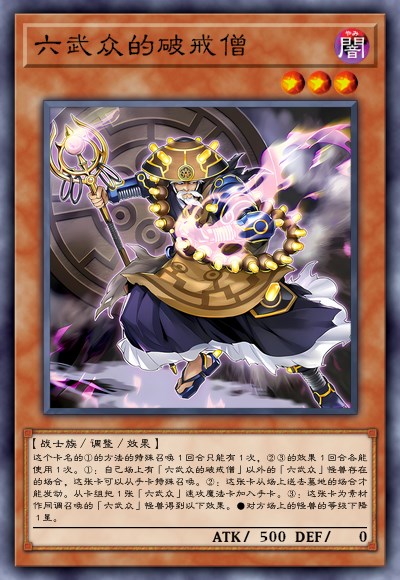 六武众的破戒僧
やみ
闇
【战士族／调整／效果】
这个卡名的①的方法的特殊召唤1回合只能有1次，②③的效果1回合各能
使用1次。①：自己场上有「六武众的破戒僧」以外的「六武众」怪兽存在
的场合，这张卡可以从手卡特殊召唤。②：这张卡从场上送去墓地的场合才
能发动。从卡组把1张「六武众」速攻魔法卡加入手卡。③：这张卡为素材
作同调召唤的「六武众」怪兽得到以下效果。●对方场上的怪兽的等级下降
1星。
ATK/ 500 DEF/ 0